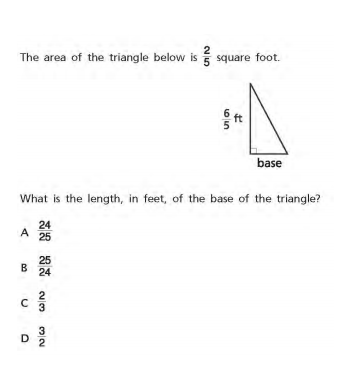 The area of the triangle below is 2/5 square foot.
6/5 ft
base
What is the length, in feet, of the base of the triangle?
A 24/25
B 25/24
C 2/3
D 3/2